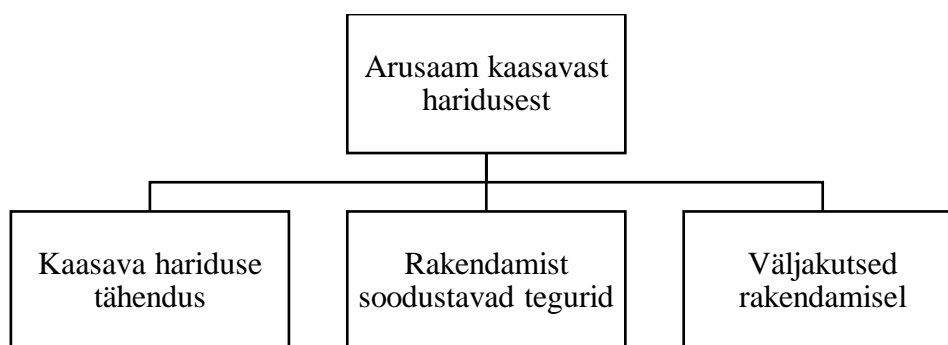 Arusaam kaasavast
haridusest
Kaasava hariduse
tähendus
Rakendamist
soodustavad tegurid
Väljakutsed
rakendamisel